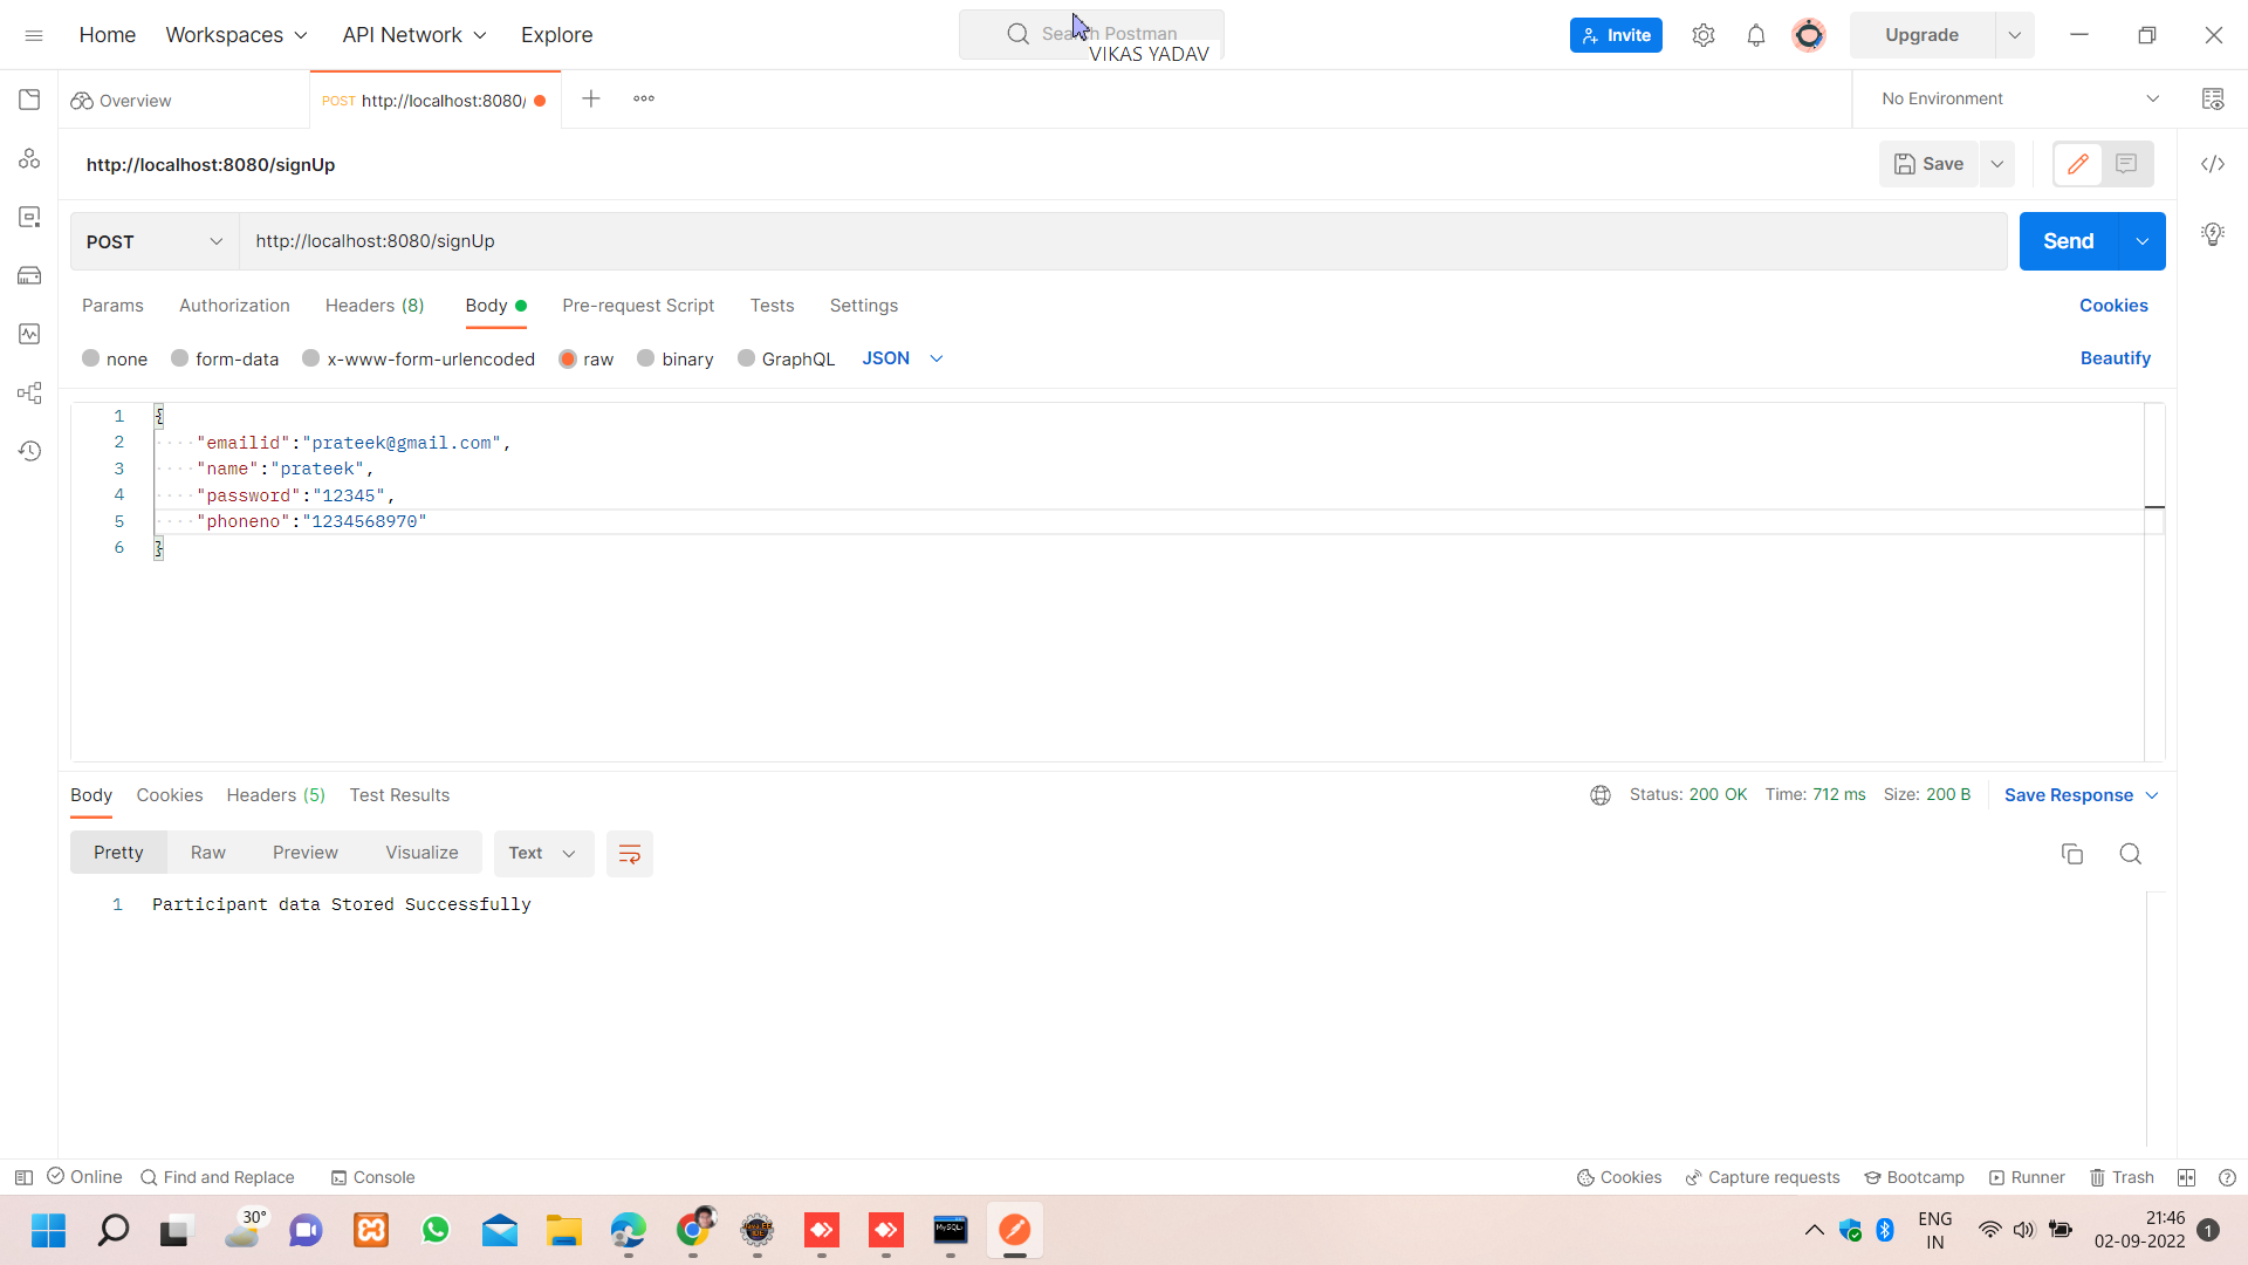 Home Workspaces API Network Explore
VIKAS YADAV
Invite Upgrade
Overview POST http://localhost:8080/ No Environment
http://localhost:8080/signUp Save
POST http://localhost:8080/signUp Send
Params Authorization Headers (8) Body Pre-request Script Tests Settings Cookies
none form-data x-www-form-urlencoded raw binary GraphQL JSON Beautify
1 {
2 "emailid":"prateek@gmail.com",
3 "name":"prateek",
4 "password":"12345",
5 "phoneno":"1234568970"
6 }
Body Cookies Headers (5) Test Results Status: 200 OK Time: 712 ms Size: 200 B Save Response
Pretty Raw Preview Visualize Text
1 Participant data Stored Successfully
Online Find and Replace Console Cookies Capture requests Bootcamp Runner Trash
30° MySQL ENG 21:46 1
IN 02-09-2022